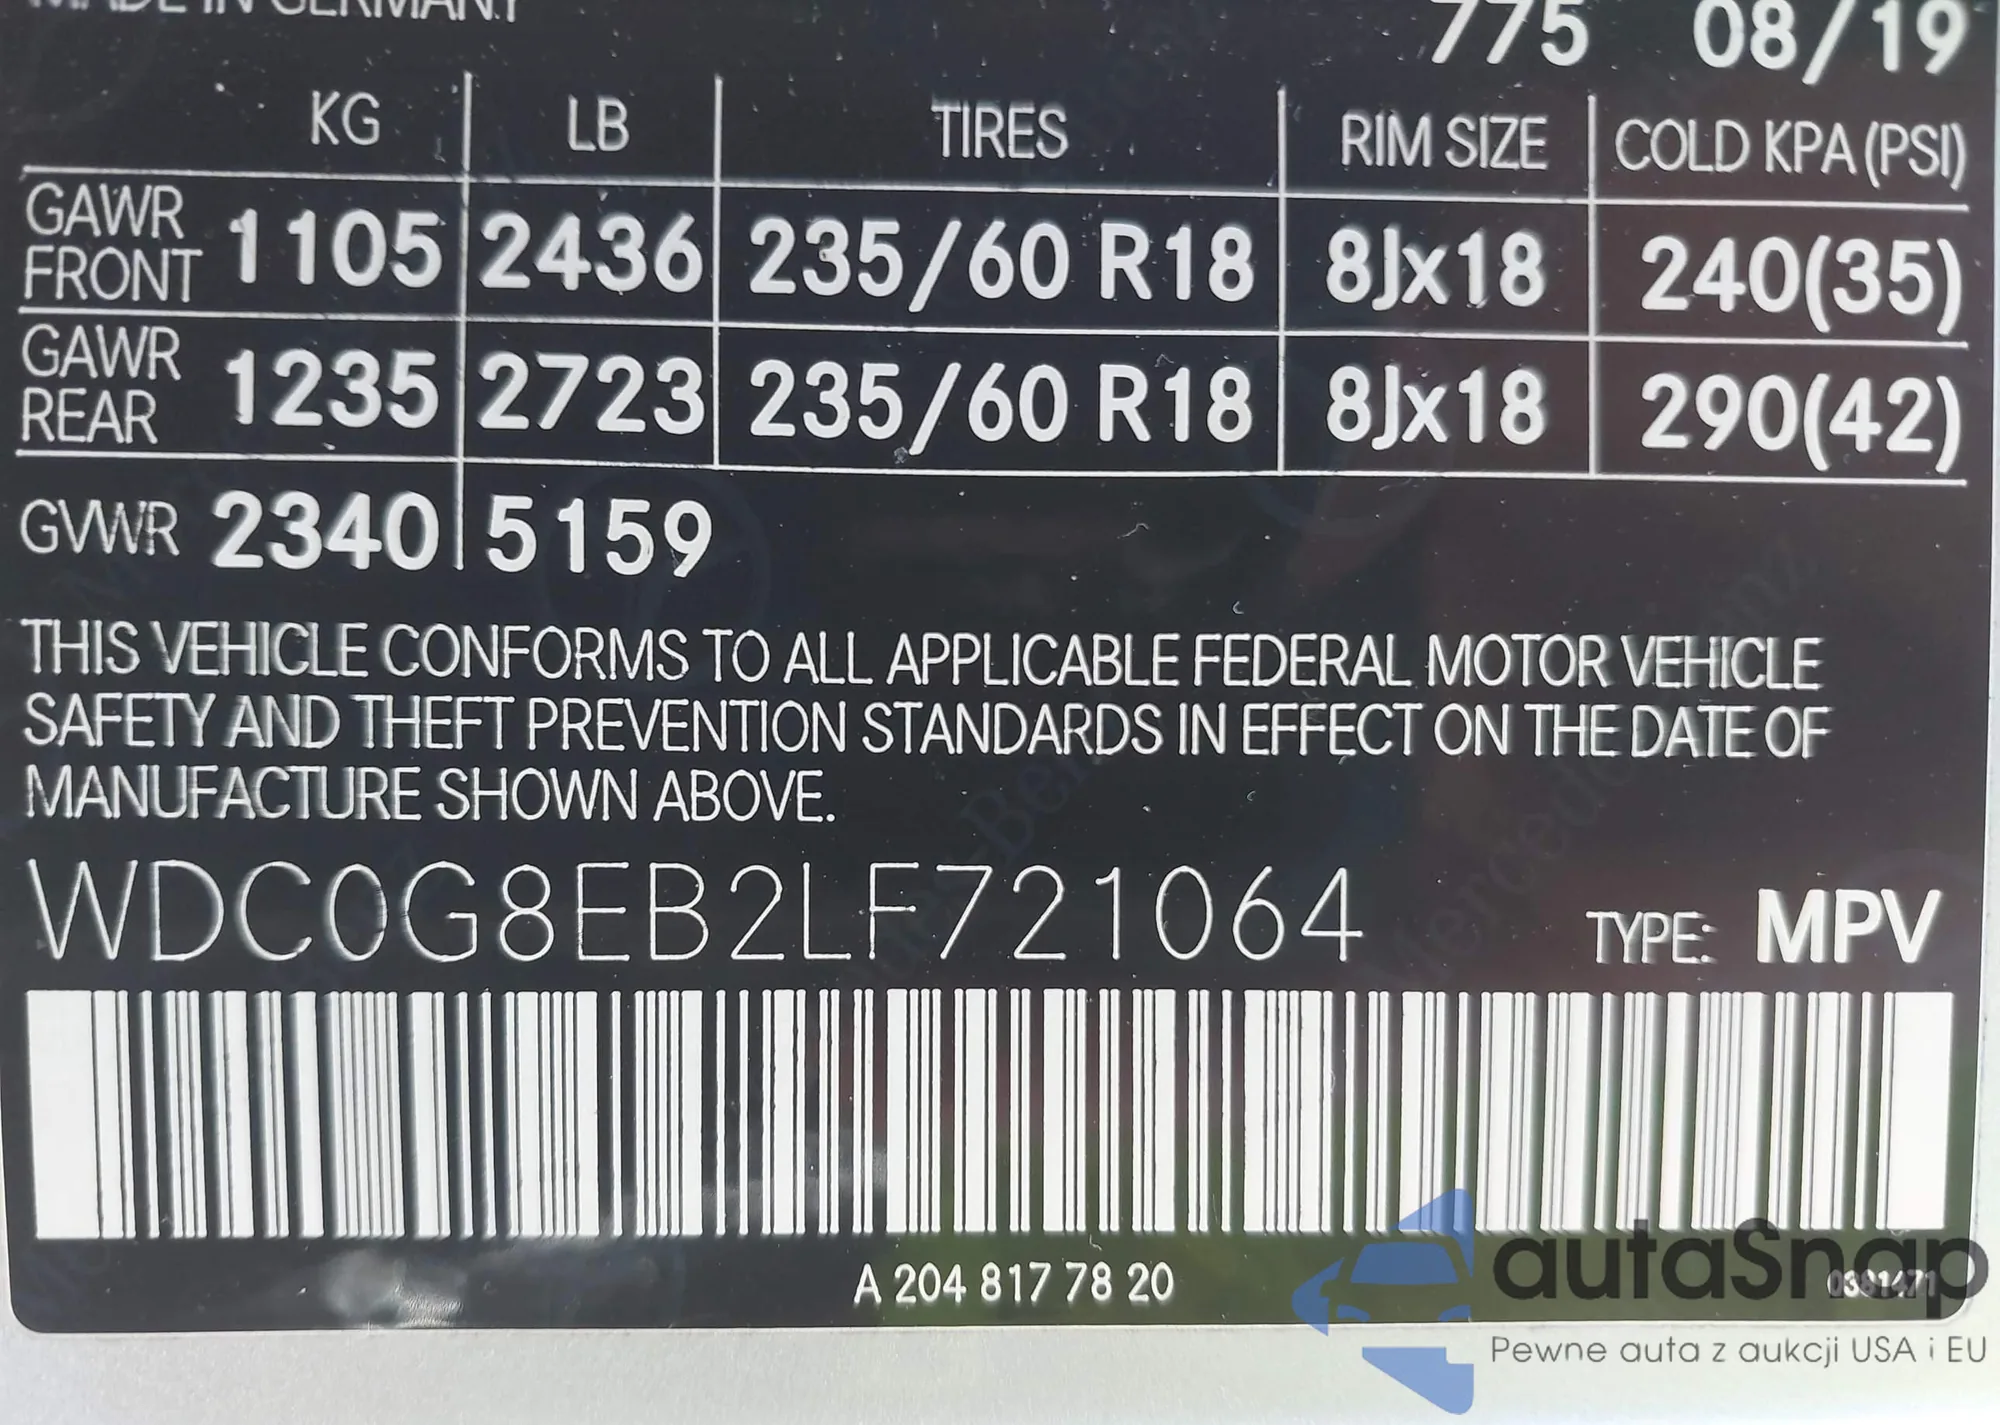 MADE IN GERMANY
775 08/19
KG LB TIRES RIM SIZE COLD KPA (PSI)
GAWR FRONT 1105 2436 235/60 R18 8Jx18 240(35)
GAWR REAR 1235 2723 235/60 R18 8Jx18 290(42)
GVWR 2340 5159
THIS VEHICLE CONFORMS TO ALL APPLICABLE FEDERAL MOTOR VEHICLE
SAFETY AND THEFT PREVENTION STANDARDS IN EFFECT ON THE DATE OF
MANUFACTURE SHOWN ABOVE.
WDC0G8EB2LF721064 TYPE: MPV
A 204 817 78 20
autaSnap
Pewne auta z aukcji USA i EU